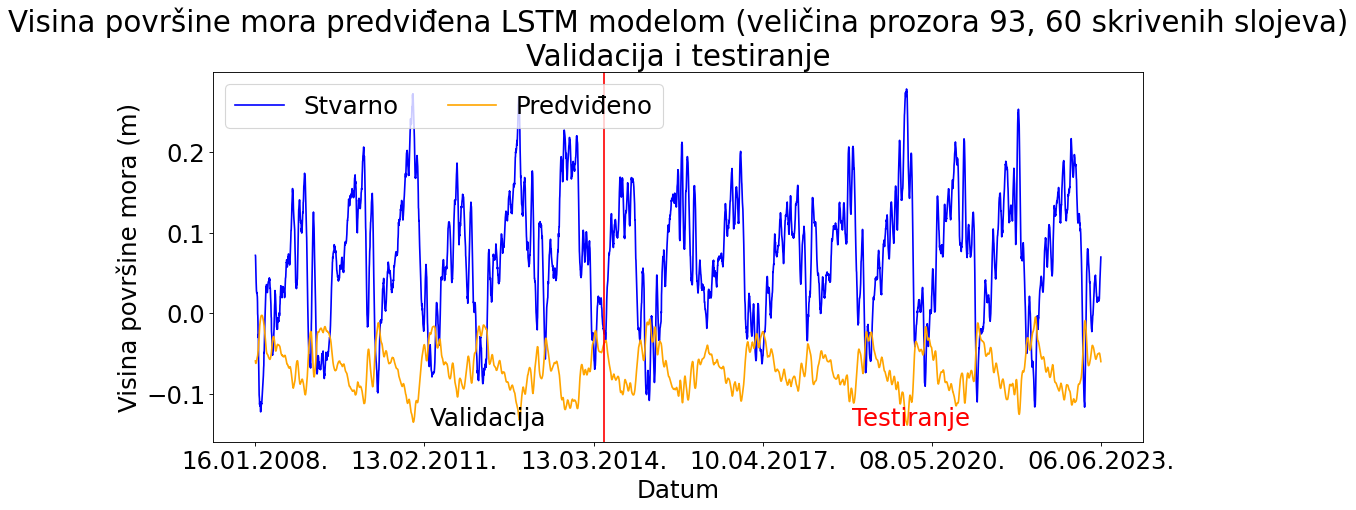 Visina površine mora predviđena LSTM modelom (veličina prozora 93, 60 skrivenih slojeva)
Validacija i testiranje
Stvarno
Predviđeno
Visina površine mora (m)
0.2
0.1
0.0
−0.1
Validacija
Testiranje
16.01.2008.
13.02.2011.
13.03.2014.
10.04.2017.
08.05.2020.
06.06.2023.
Datum